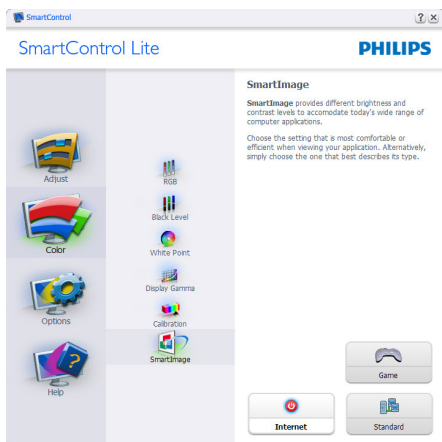 SmartControl
SmartControl Lite
PHILIPS
Adjust
Color
Options
Help
RGB
Black Level
White Point
Display Gamma
Calibration
SmartImage
SmartImage
SmartImage provides different brightness and
contrast levels to accomodate today's wide range of
computer applications.
Choose the setting that is most comfortable or
efficient when viewing your application. Alternatively,
simply choose the one that best describes its type.
Game
Internet
Standard